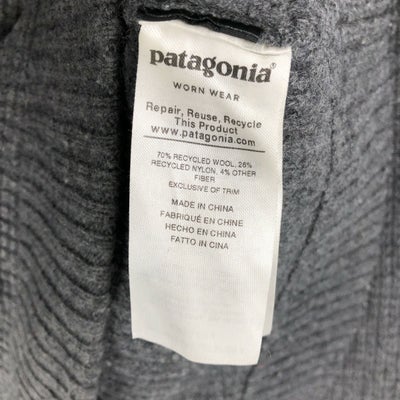 patagonia®
WORN WEAR
Repair, Reuse, Recycle
This Product
www.patagonia.com
70% RECYCLED WOOL, 26%
RECYCLED NYLON, 4% OTHER
FIBER
EXCLUSIVE OF TRIM
MADE IN CHINA
FABRIQUÉ EN CHINE
HECHO EN CHINA
FATTO IN CINA